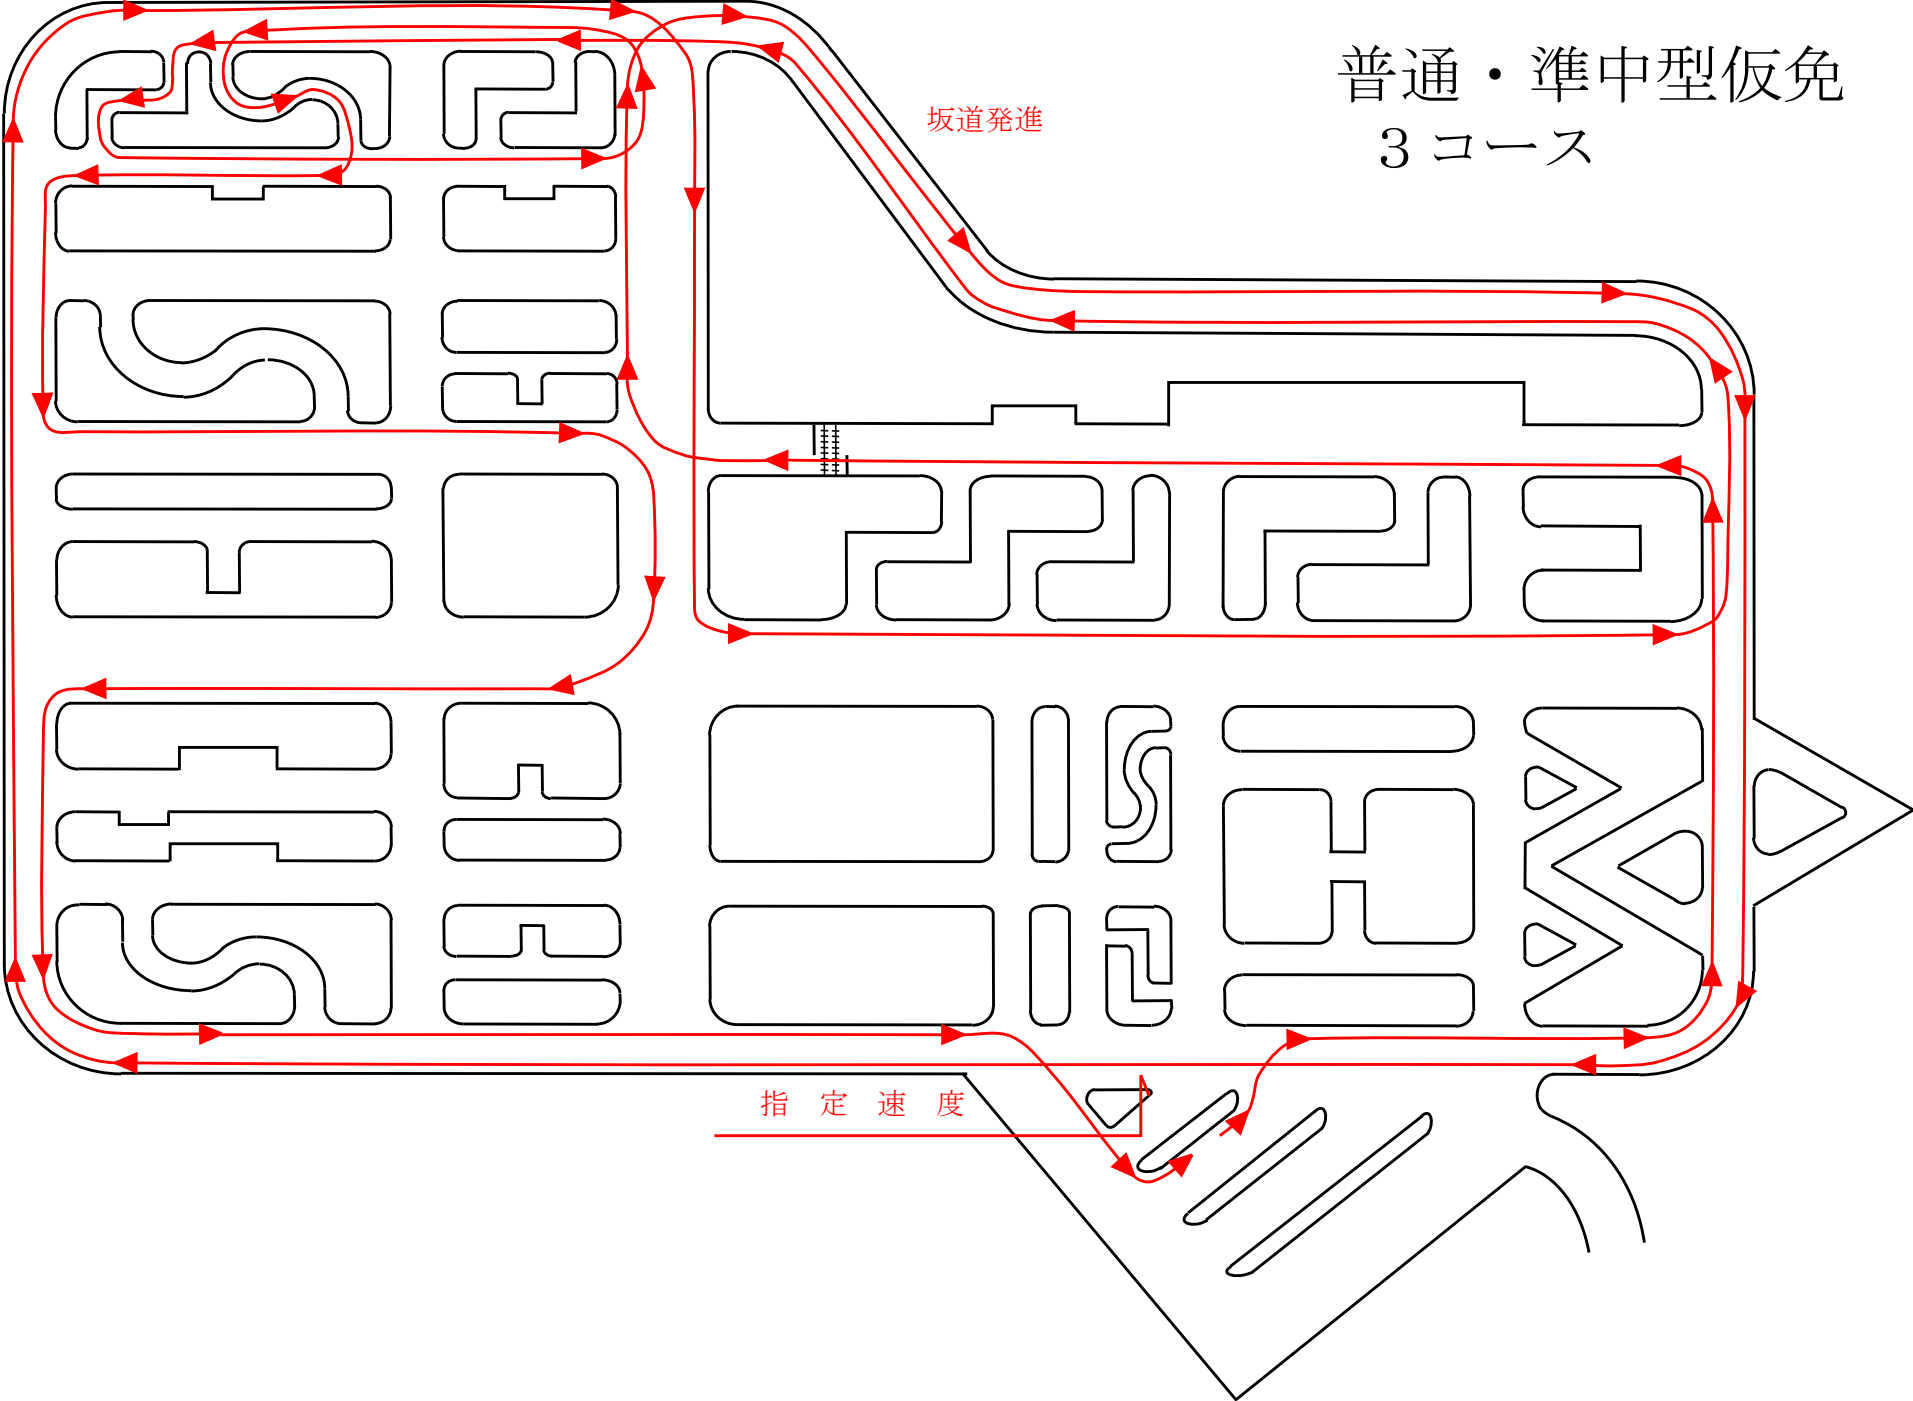 普通・準中型仮免
３コース
坂道発進
指　定　速　度